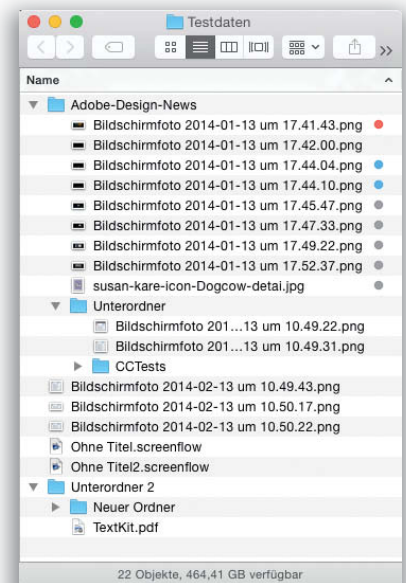 Testdaten
Name
Adobe-Design-News
Bildschirmfoto 2014-01-13 um 17.41.43.png
Bildschirmfoto 2014-01-13 um 17.42.00.png
Bildschirmfoto 2014-01-13 um 17.44.04.png
Bildschirmfoto 2014-01-13 um 17.44.10.png
Bildschirmfoto 2014-01-13 um 17.45.47.png
Bildschirmfoto 2014-01-13 um 17.47.33.png
Bildschirmfoto 2014-01-13 um 17.49.22.png
Bildschirmfoto 2014-01-13 um 17.52.37.png
susan-kare-icon-Dogcow-detai.jpg
Unterordner
Bildschirmfoto 201...13 um 10.49.22.png
Bildschirmfoto 201...13 um 10.49.31.png
CCTests
Bildschirmfoto 2014-02-13 um 10.49.43.png
Bildschirmfoto 2014-02-13 um 10.50.17.png
Bildschirmfoto 2014-02-13 um 10.50.22.png
Ohne Titel.screenflow
Ohne Titel2.screenflow
Unterordner 2
Neuer Ordner
TextKit.pdf
22 Objekte, 464,41 GB verfügbar